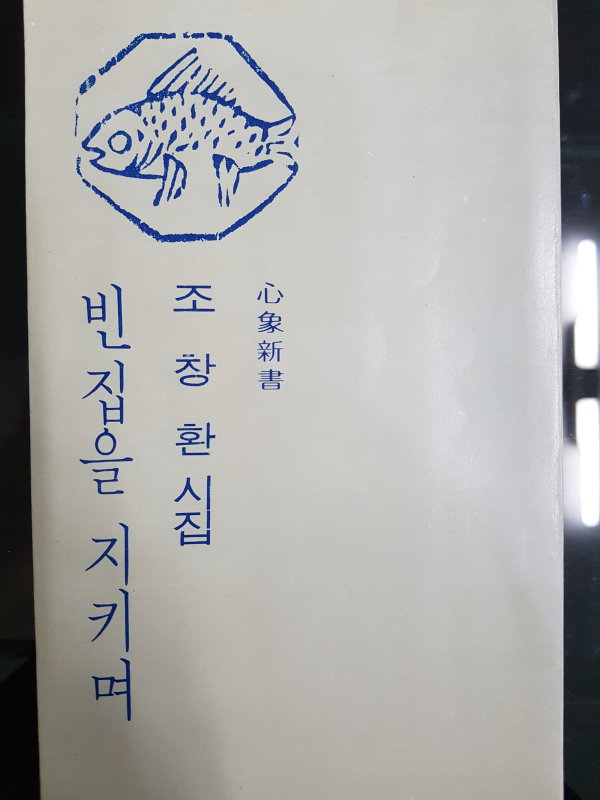 心象新書
조창환 시집
빈 집을 지키며